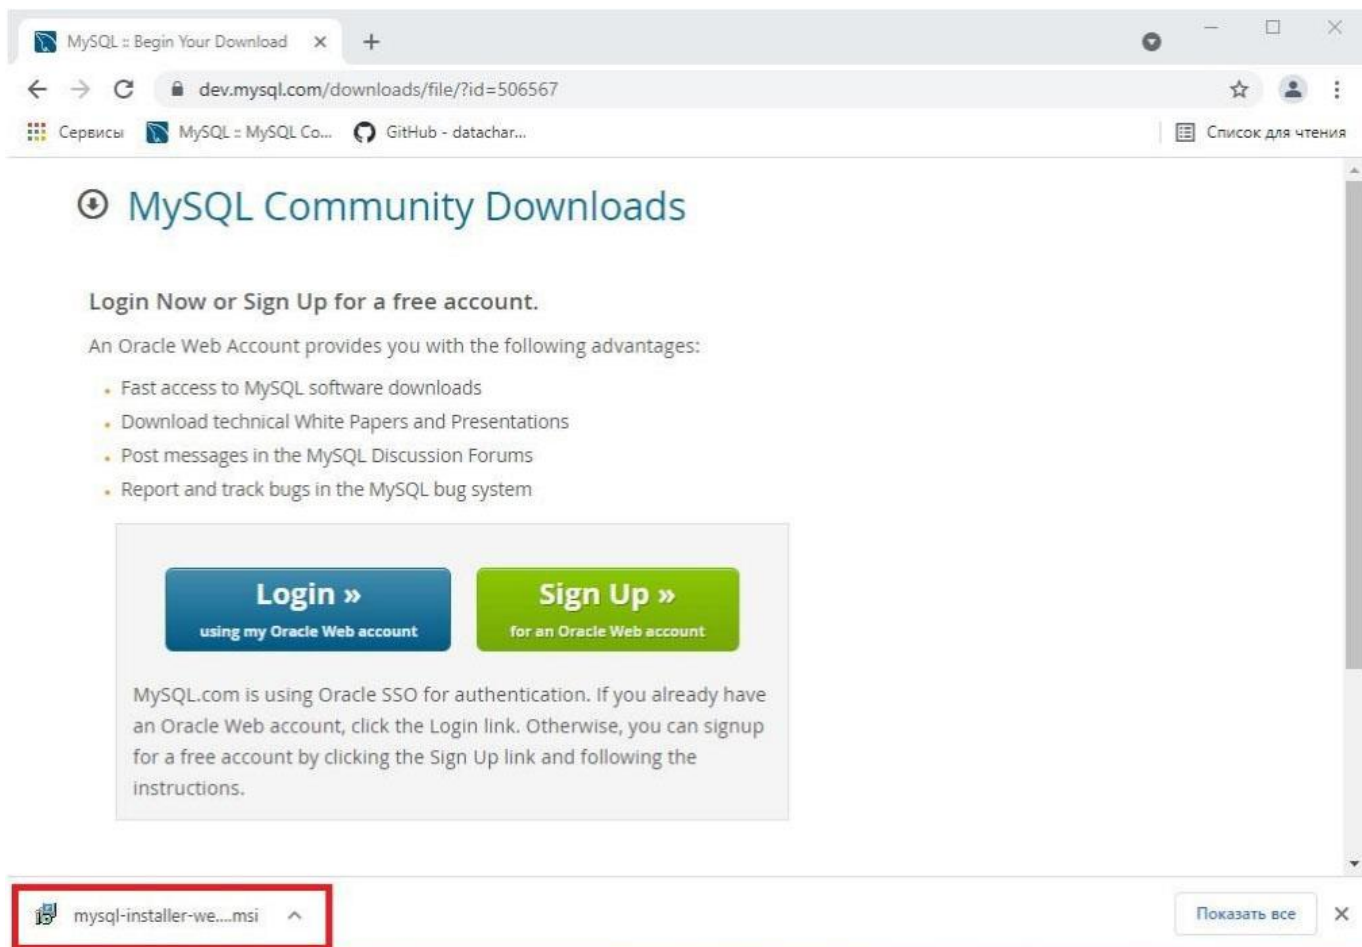 MySQL :: Begin Your Download
dev.mysql.com/downloads/file/?id=506567
Сервисы MySQL :: MySQL Co... GitHub - datachar... Список для чтения
MySQL Community Downloads
Login Now or Sign Up for a free account.
An Oracle Web Account provides you with the following advantages:
Fast access to MySQL software downloads
Download technical White Papers and Presentations
Post messages in the MySQL Discussion Forums
Report and track bugs in the MySQL bug system
Login » Sign Up »
using my Oracle Web account for an Oracle Web account
MySQL.com is using Oracle SSO for authentication. If you already have
an Oracle Web account, click the Login link. Otherwise, you can signup
for a free account by clicking the Sign Up link and following the
instructions.
mysql-installer-we....msi Показать все